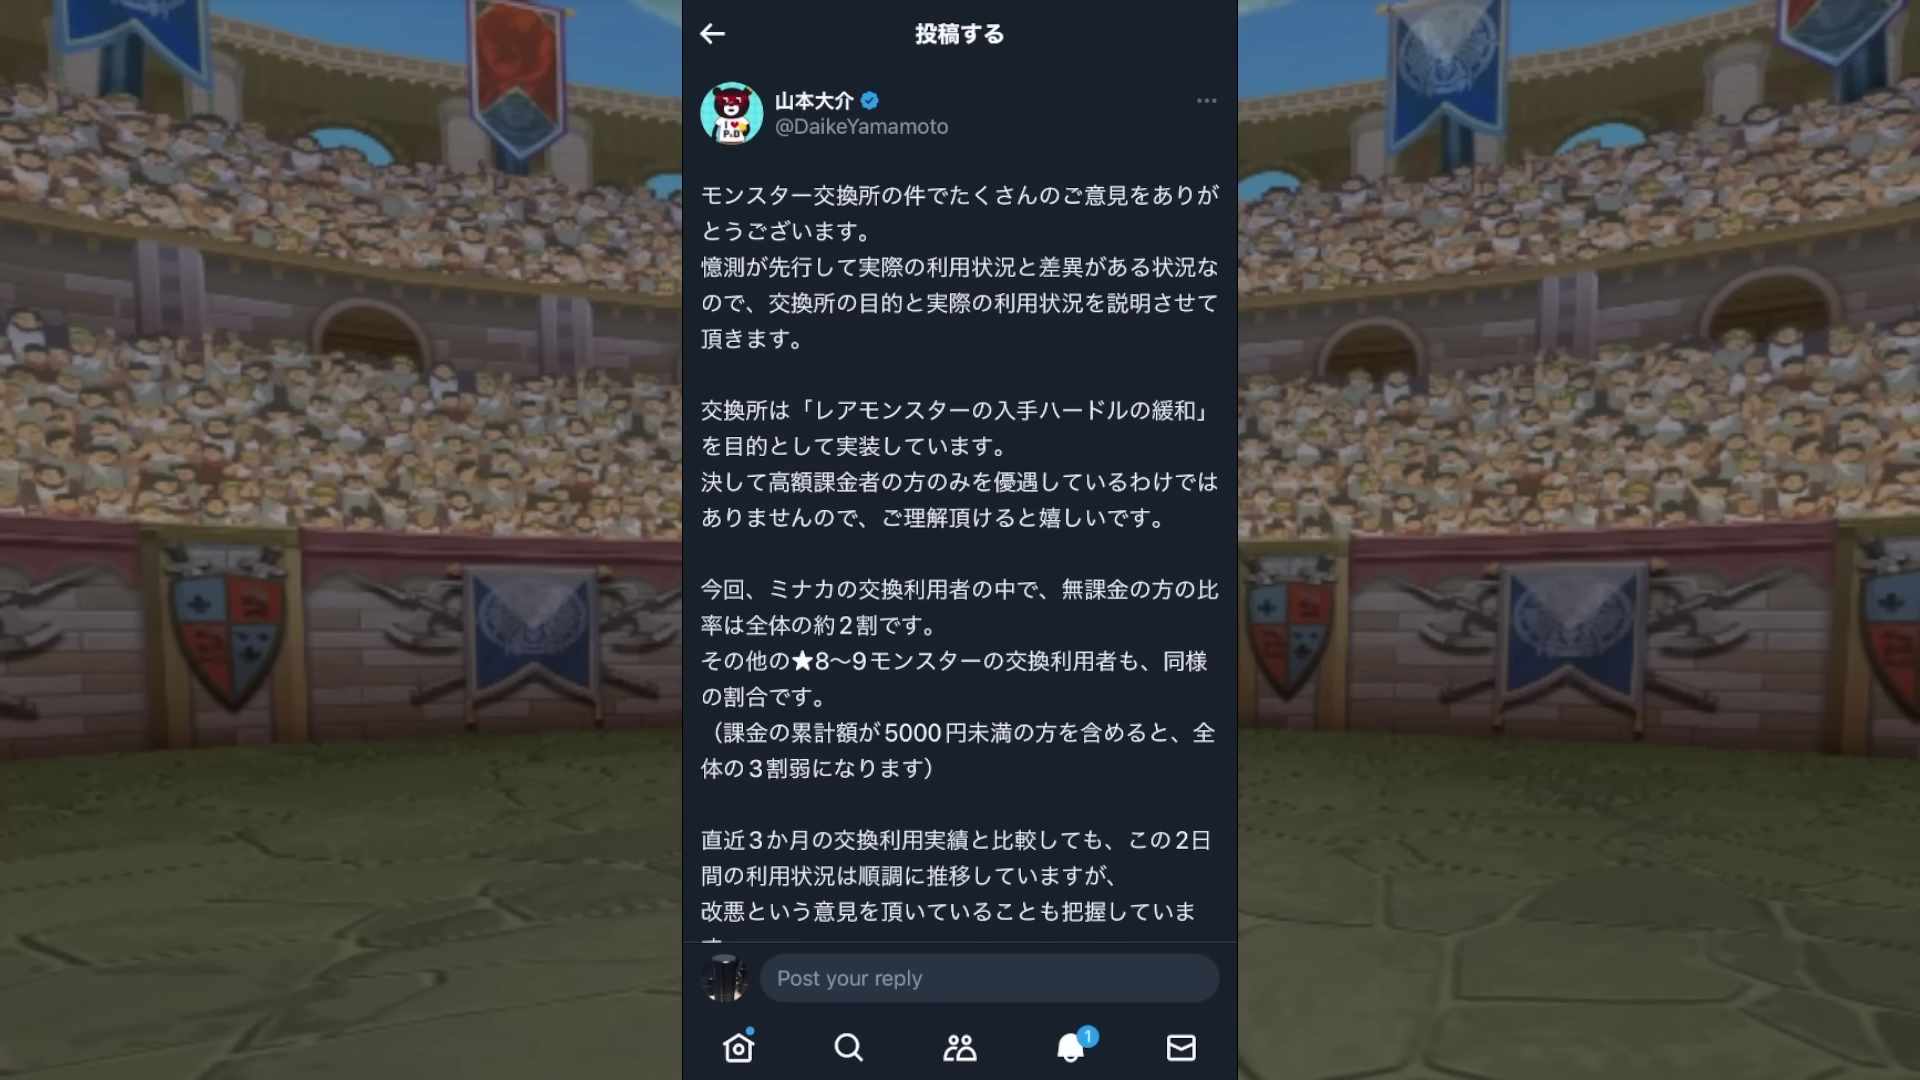 投稿する
山本大介
@DaikeYamamoto
I ♥
P&D
モンスター交換所の件でたくさんのご意見をありが
とうございます。
憶測が先行して実際の利用状況と差異がある状況な
ので、交換所の目的と実際の利用状況を説明させて
頂きます。
交換所は「レアモンスターの入手ハードルの緩和」
を目的として実装しています。
決して高額課金者の方のみを優遇しているわけでは
ありませんので、ご理解頂けると嬉しいです。
今回、ミナカの交換利用者の中で、無課金の方の比
率は全体の約2割です。
その他の★8〜9モンスターの交換利用者も、同様
の割合です。
（課金の累計額が5000円未満の方を含めると、全
体の3割弱になります）
直近3か月の交換利用実績と比較しても、この2日
間の利用状況は順調に推移していますが、
改悪という意見を頂いていることも把握していま
Post your reply
1